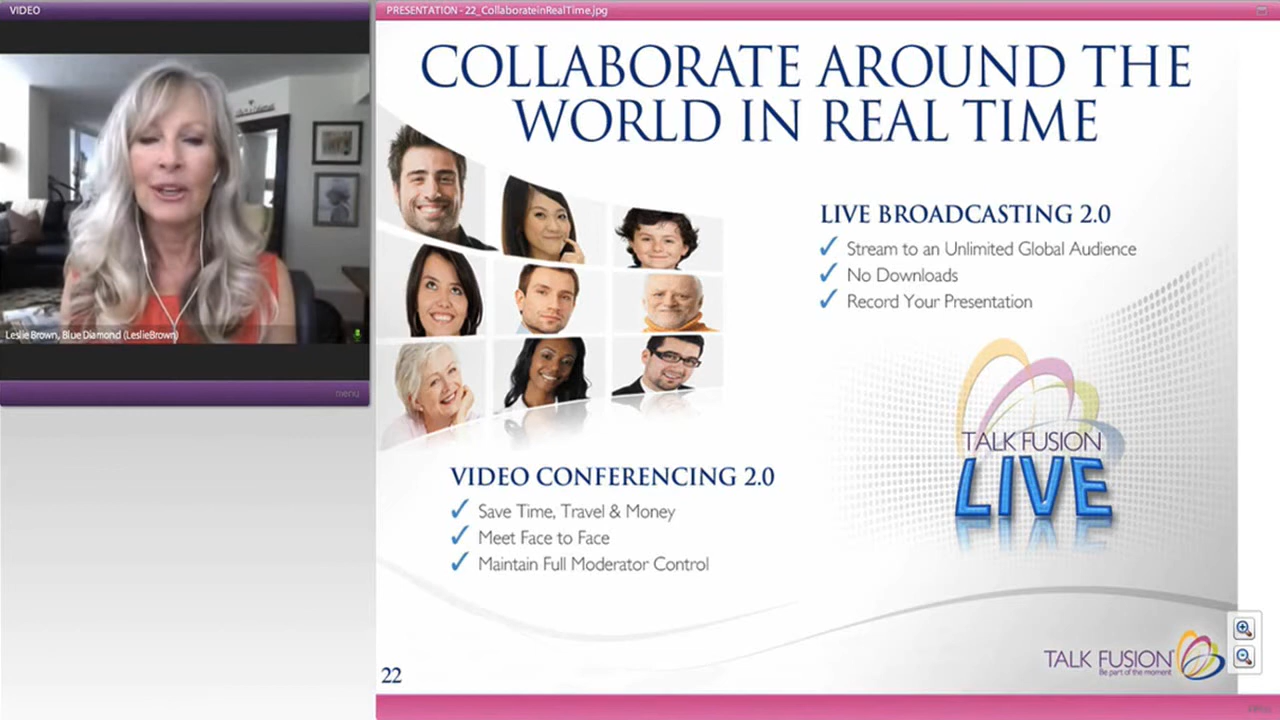 VIDEO
Leslie Brown, Blue Diamond (LeslieBrown)
menu
PRESENTATION - 22_CollaborateinRealTime.jpg
COLLABORATE AROUND THE
WORLD IN REAL TIME
LIVE BROADCASTING 2.0
✓ Stream to an Unlimited Global Audience
✓ No Downloads
✓ Record Your Presentation
TALK FUSION
LIVE
VIDEO CONFERENCING 2.0
✓ Save Time, Travel & Money
✓ Meet Face to Face
✓ Maintain Full Moderator Control
22
TALK FUSION
Be part of the moment
Menu